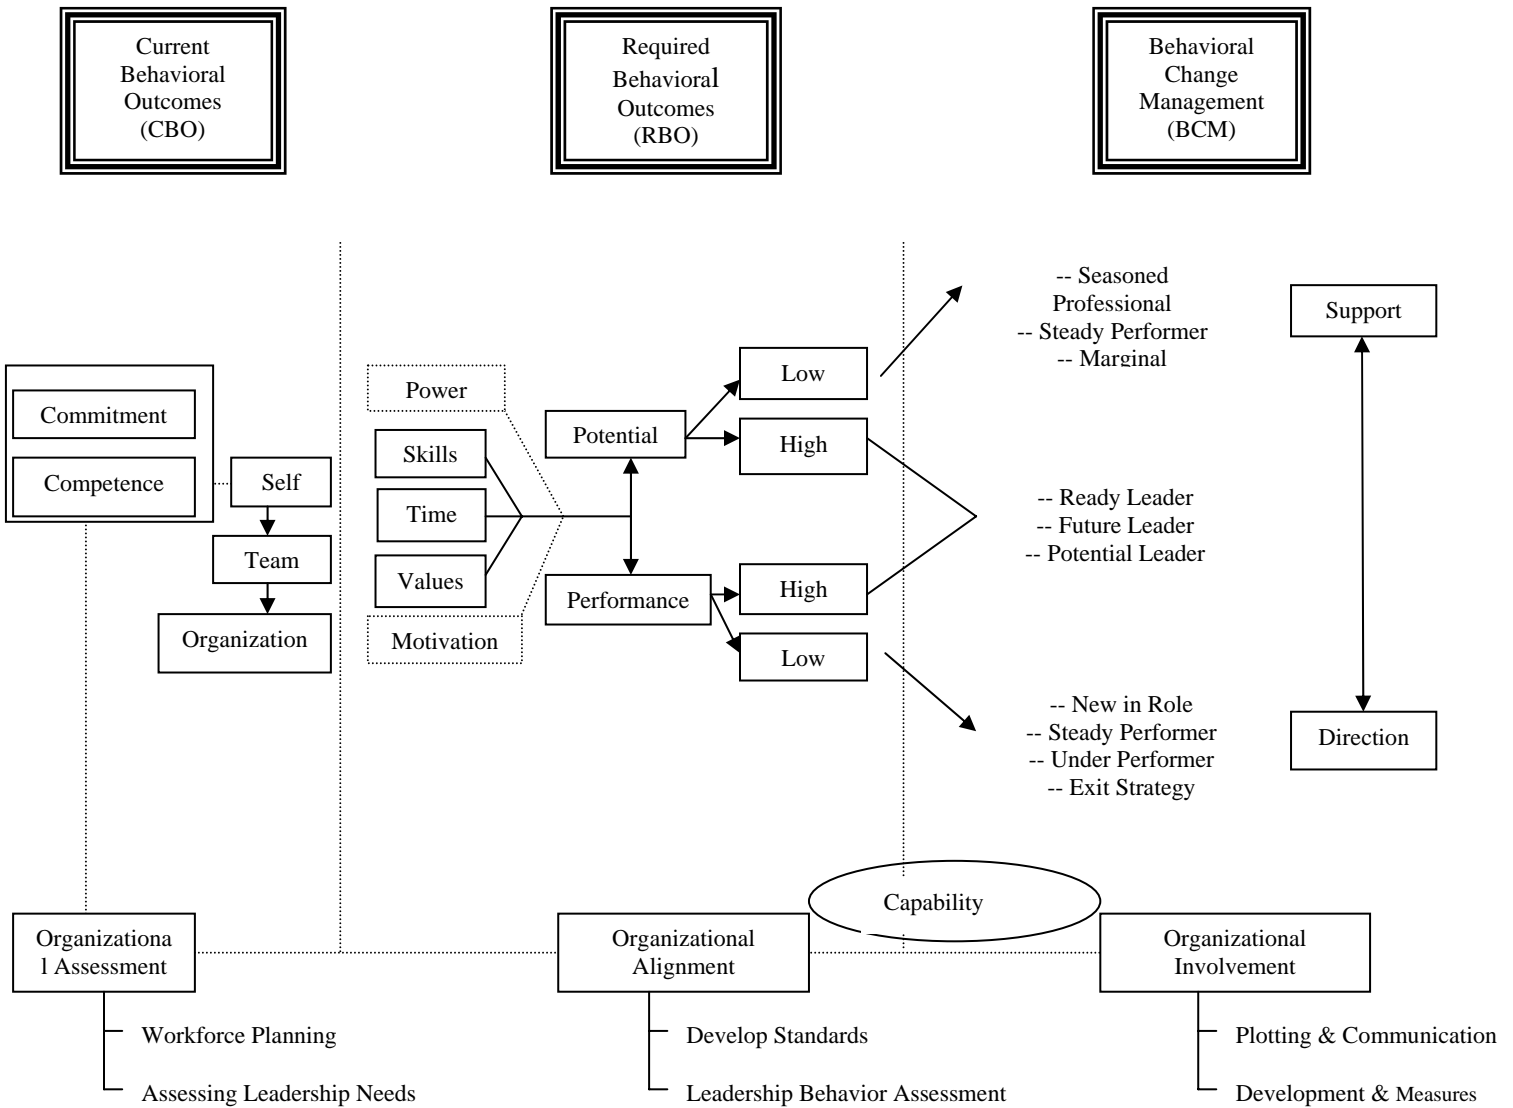 Current
Behavioral
Outcomes
(CBO)
Required
Behavioral
Outcomes
(RBO)
Behavioral
Change
Management
(BCM)
Commitment
Competence
Self
Team
Organization
Power
Skills
Time
Values
Motivation
Potential
Performance
Low
High
High
Low
-- Seasoned
Professional
-- Steady Performer
-- Marginal
-- Ready Leader
-- Future Leader
-- Potential Leader
-- New in Role
-- Steady Performer
-- Under Performer
-- Exit Strategy
Support
Direction
Capability
Organizationa
l Assessment
Workforce Planning
Assessing Leadership Needs
Organizational
Alignment
Develop Standards
Leadership Behavior Assessment
Organizational
Involvement
Plotting & Communication
Development & Measures